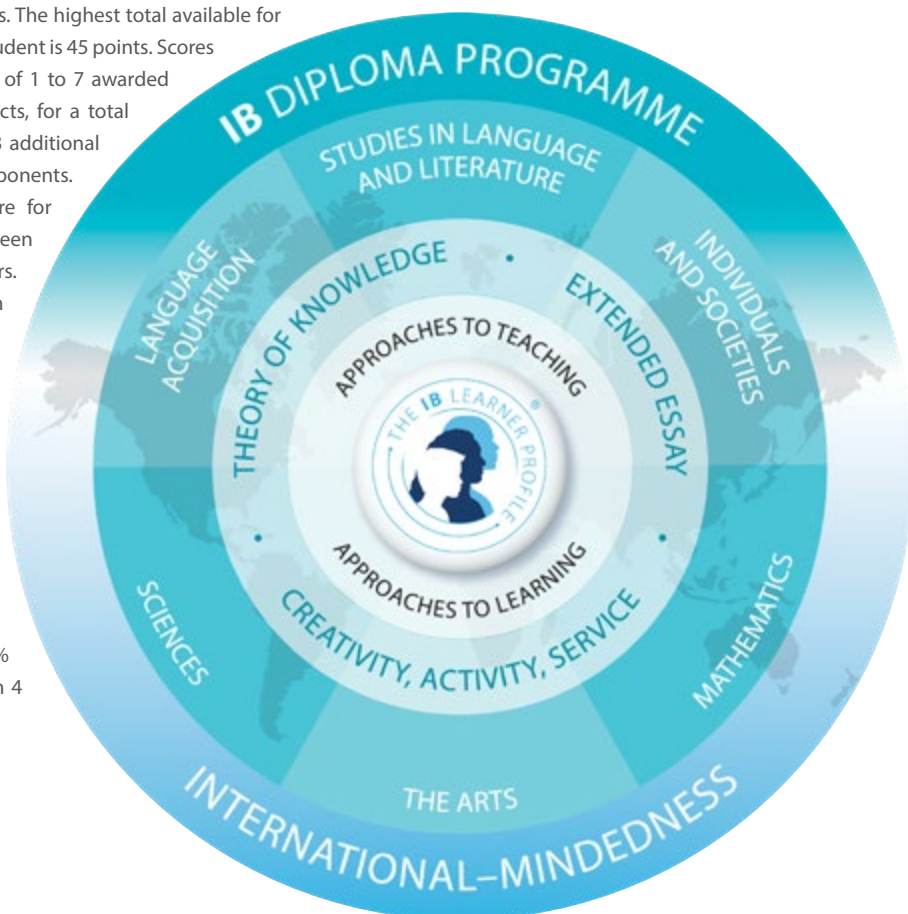 s. The highest total available for
udent is 45 points. Scores
of 1 to 7 awarded
cts, for a total
3 additional
ponents.
re for
een
rs.
n
%
n 4
IB DIPLOMA PROGRAMME
STUDIES IN LANGUAGE
AND LITERATURE
LANGUAGE
ACQUISITION
INDIVIDUALS
AND SOCIETIES
THEORY OF KNOWLEDGE
•
EXTENDED ESSAY
APPROACHES TO TEACHING
THE IB LEARNER PROFILE ®
APPROACHES TO LEARNING
•
CREATIVITY, ACTIVITY, SERVICE
•
SCIENCES
MATHEMATICS
THE ARTS
INTERNATIONAL–MINDEDNESS